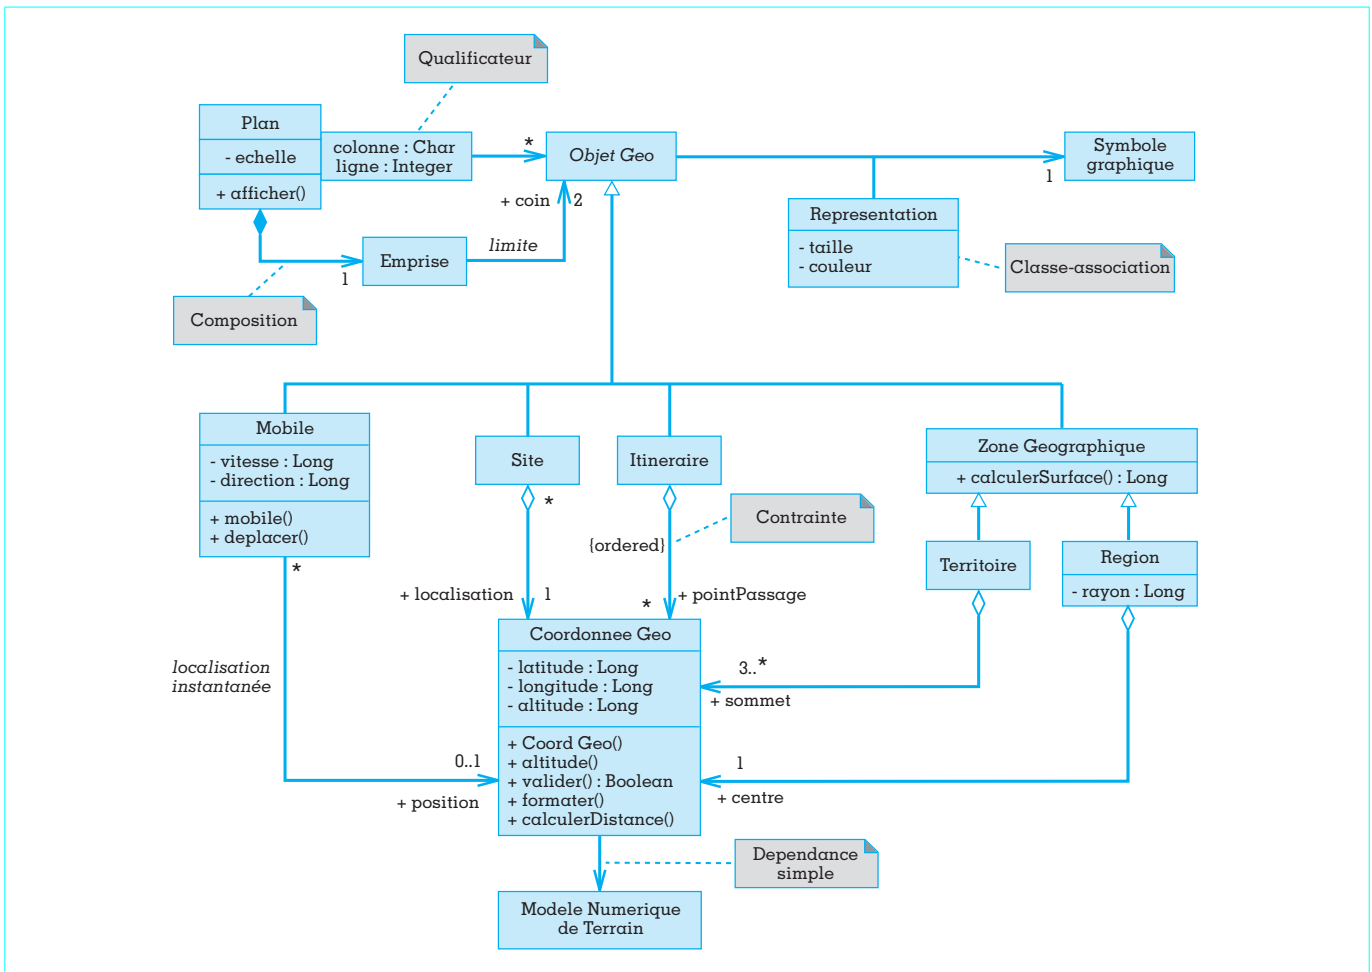 Qualificateur
Plan
- echelle
+ afficher()
colonne : Char
ligne : Integer
*
Objet Geo
Symbole
graphique
1
+ coin
2
limite
Emprise
1
Composition
Representation
- taille
- couleur
Classe-association
Mobile
- vitesse : Long
- direction : Long
+ mobile()
+ deplacer()
*
Site
*
Itineraire
Zone Geographique
+ calculerSurface() : Long
Contrainte
{ordered}
Territoire
Region
- rayon : Long
+ localisation
1
*
+ pointPassage
localisation
instantanée
Coordonnee Geo
- latitude : Long
- longitude : Long
- altitude : Long
+ Coord Geo()
+ altitude()
+ valider() : Boolean
+ formater()
+ calculerDistance()
3..*
+ sommet
0..1
+ position
1
+ centre
Dependance
simple
Modele Numerique
de Terrain